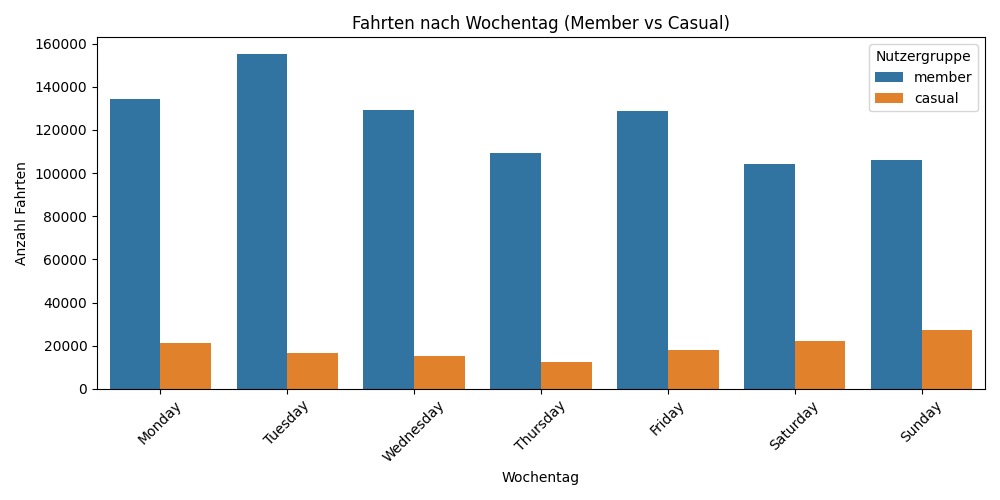 Fahrten nach Wochentag (Member vs Casual)
Nutzergruppe
member
casual
Anzahl Fahrten
160000
140000
120000
100000
80000
60000
40000
20000
0
Monday
Tuesday
Wednesday
Thursday
Friday
Saturday
Sunday
Wochentag